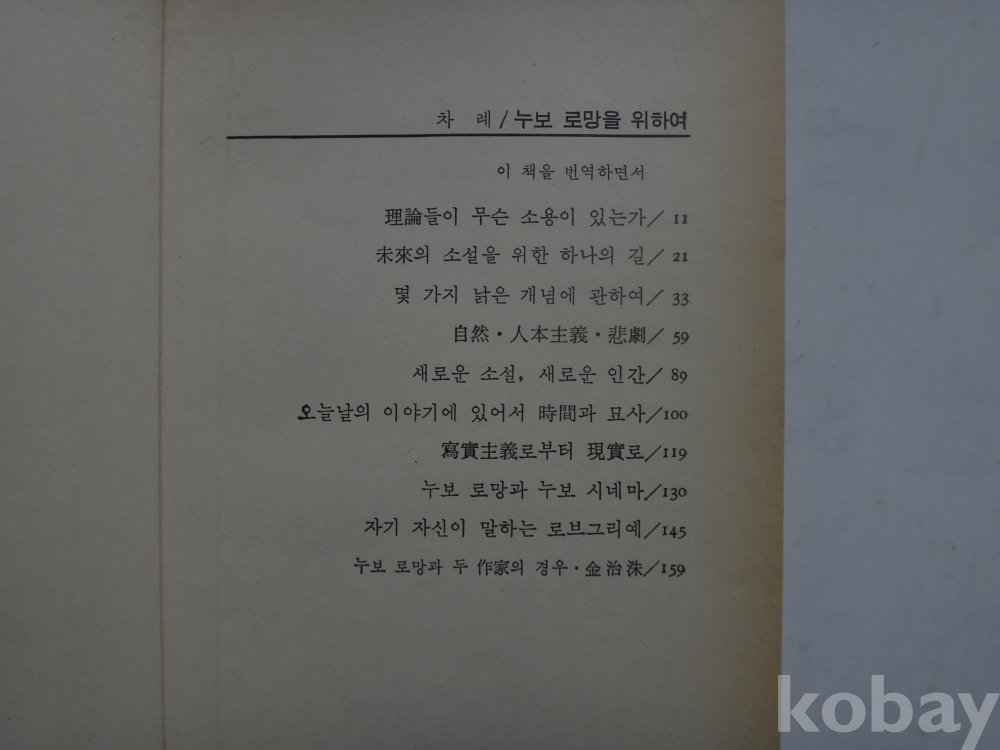 차 례 / 누보 로망을 위하여
이 책을 번역하면서
理論들이 무슨 소용이 있는가/ 11
未來의 소설을 위한 하나의 길/ 21
몇 가지 낡은 개념에 관하여/ 33
自然·人本主義·悲劇/ 59
새로운 소설, 새로운 인간/ 89
오늘날의 이야기에 있어서 時間과 묘사/100
寫實主義로부터 現實로/119
누보 로망과 누보 시네마/130
자기 자신이 말하는 로브그리예/145
누보 로망과 두 作家의 경우·金治洙/159
kobay